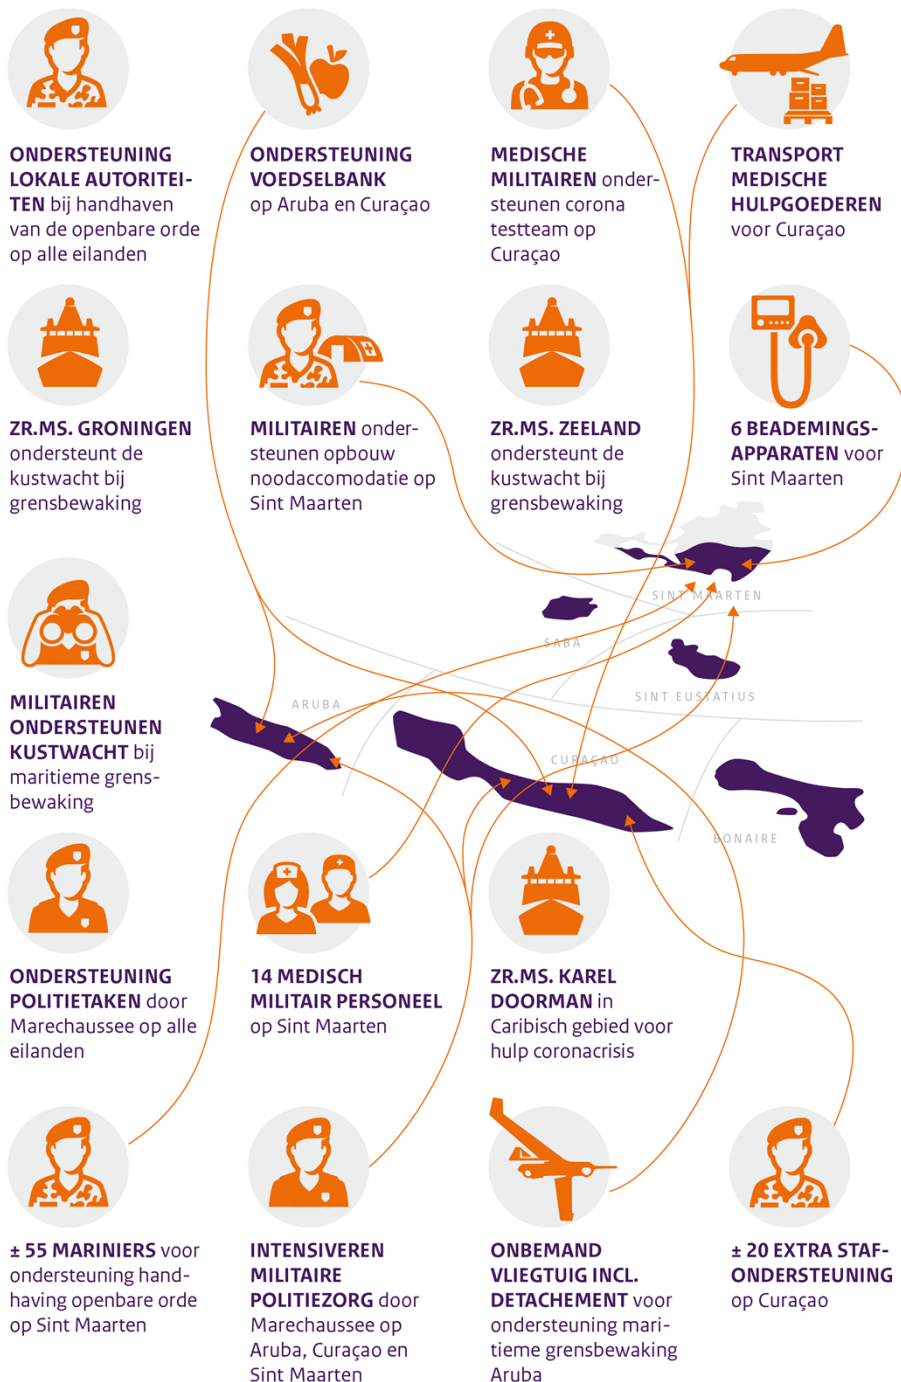 ONDERSTEUNING
LOKALE AUTORITEI-
TEN bij handhaven
van de openbare orde
op alle eilanden
ONDERSTEUNING
VOEDSELBANK
op Aruba en Curaçao
MEDISCHE
MILITAIREN onder-
steunen corona
testteam op
Curaçao
TRANSPORT
MEDISCHE
HULPGOEDEREN
voor Curaçao
ZR.MS. GRONINGEN
ondersteunt de
kustwacht bij
grensbewaking
MILITAIREN onder-
steunen opbouw
noodaccomodatie op
Sint Maarten
ZR.MS. ZEELAND
ondersteunt de
kustwacht bij
grensbewaking
6 BEADEMINGS-
APPARATEN voor
Sint Maarten
SINT MAARTEN
SABA
SINT EUSTATIUS
ARUBA
CURAÇAO
BONAIRE
MILITAIREN
ONDERSTEUNEN
KUSTWACHT bij
maritieme grens-
bewaking
ONDERSTEUNING
POLITIETAKEN door
Marechaussee op alle
eilanden
14 MEDISCH
MILITAIR PERSONEEL
op Sint Maarten
ZR.MS. KAREL
DOORMAN in
Caribisch gebied voor
hulp coronacrisis
± 55 MARINIERS voor
ondersteuning hand-
having openbare orde
op Sint Maarten
INTENSIVEREN
MILITAIRE
POLITIEZORG door
Marechaussee op
Aruba, Curaçao en
Sint Maarten
ONBEMAND
VLIEGTUIG INCL.
DETACHEMENT voor
ondersteuning mari-
tieme grensbewaking
Aruba
± 20 EXTRA STAF-
ONDERSTEUNING
op Curaçao